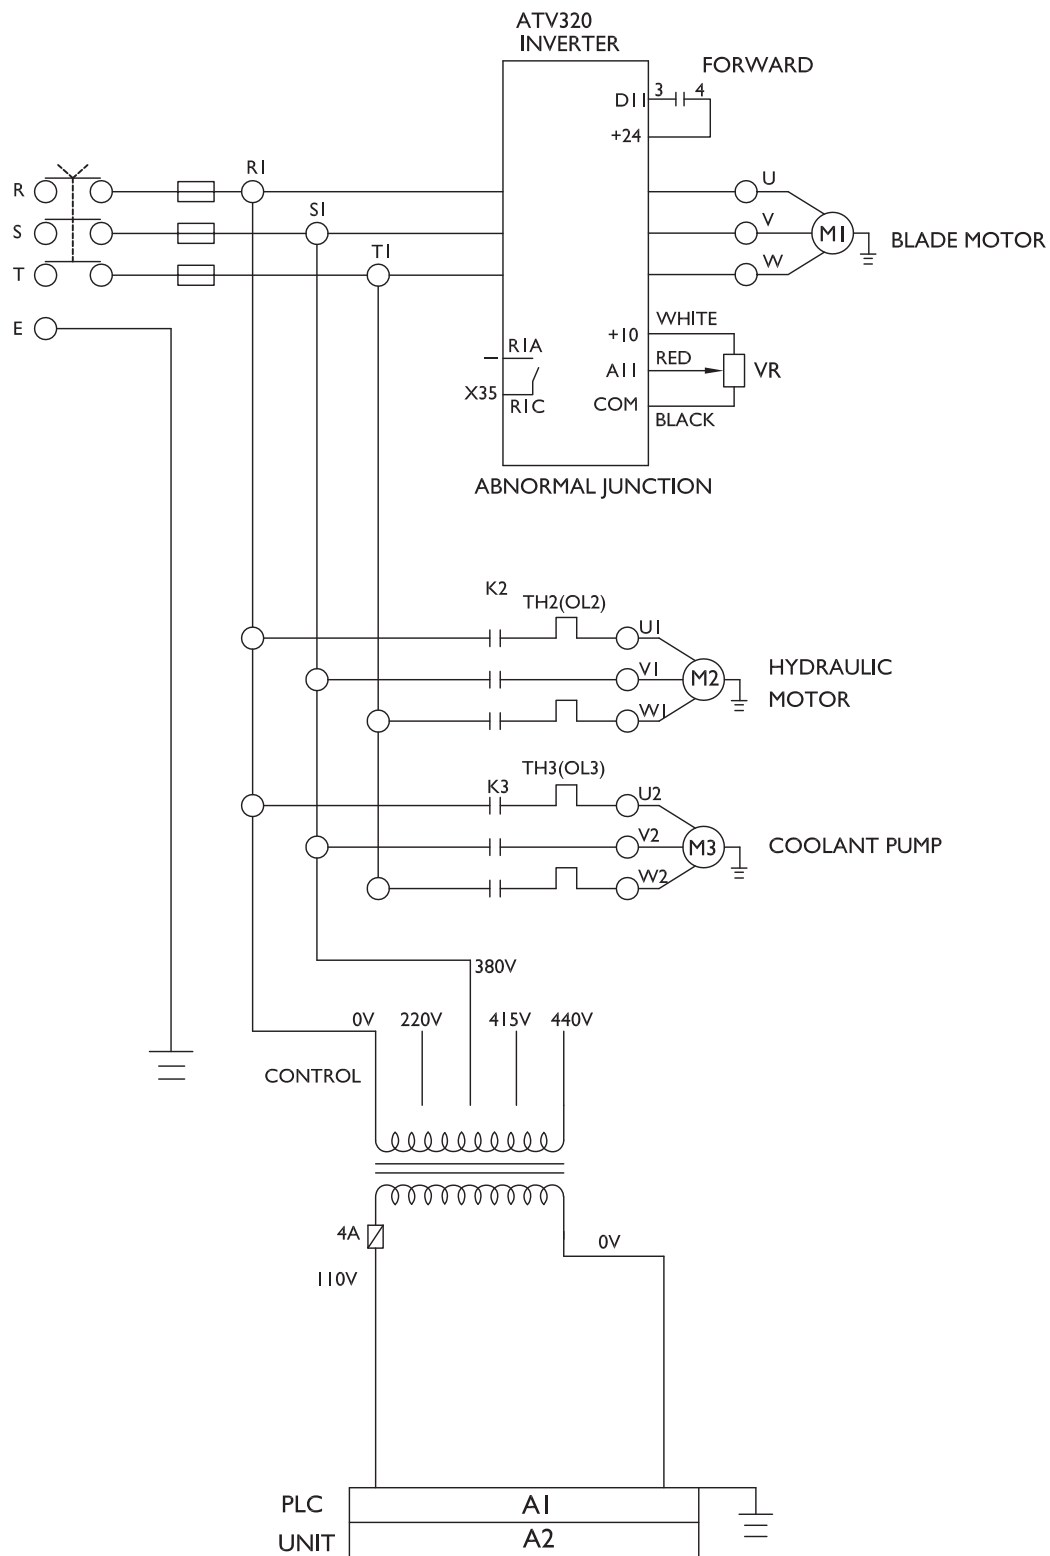 ATV320
INVERTER
FORWARD
DI1 3 4
+24
R R1 U
S S1 V M1 BLADE MOTOR
T T1 W
E
+10 WHITE
R1A
— A11 RED VR
X35
R1C COM
BLACK
ABNORMAL JUNCTION
K2
TH2(OL2)
U1
V1 M2 HYDRAULIC
MOTOR
W1
TH3(OL3)
K3 U2
V2 M3 COOLANT PUMP
W2
380V
0V 220V 415V 440V
CONTROL
4A
0V
110V
PLC A1
UNIT A2